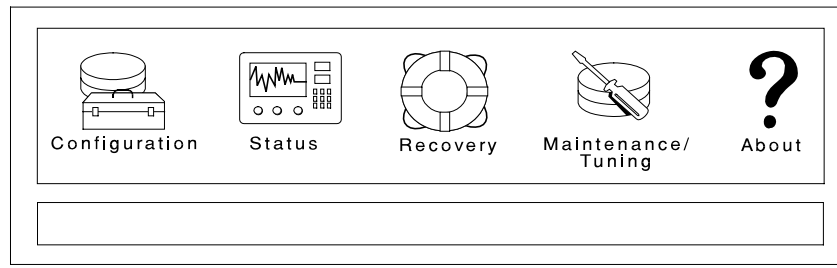 Configuration
Status
Recovery
Maintenance/
Tuning
About